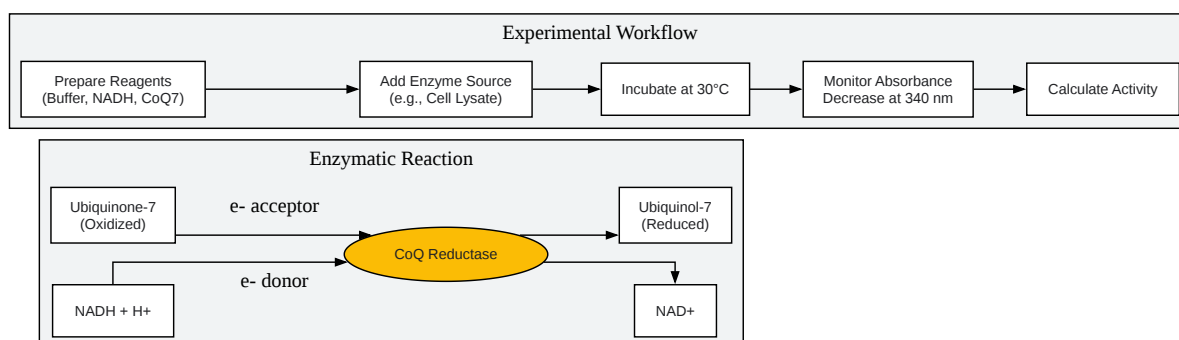 Experimental Workflow
Prepare Reagents
(Buffer, NADH, CoQ7)
Add Enzyme Source
(e.g., Cell Lysate)
Incubate at 30°C
Monitor Absorbance
Decrease at 340 nm
Calculate Activity
Enzymatic Reaction
Ubiquinone-7
(Oxidized)
e- acceptor
CoQ Reductase
Ubiquinol-7
(Reduced)
e- donor
NADH + H+
NAD+